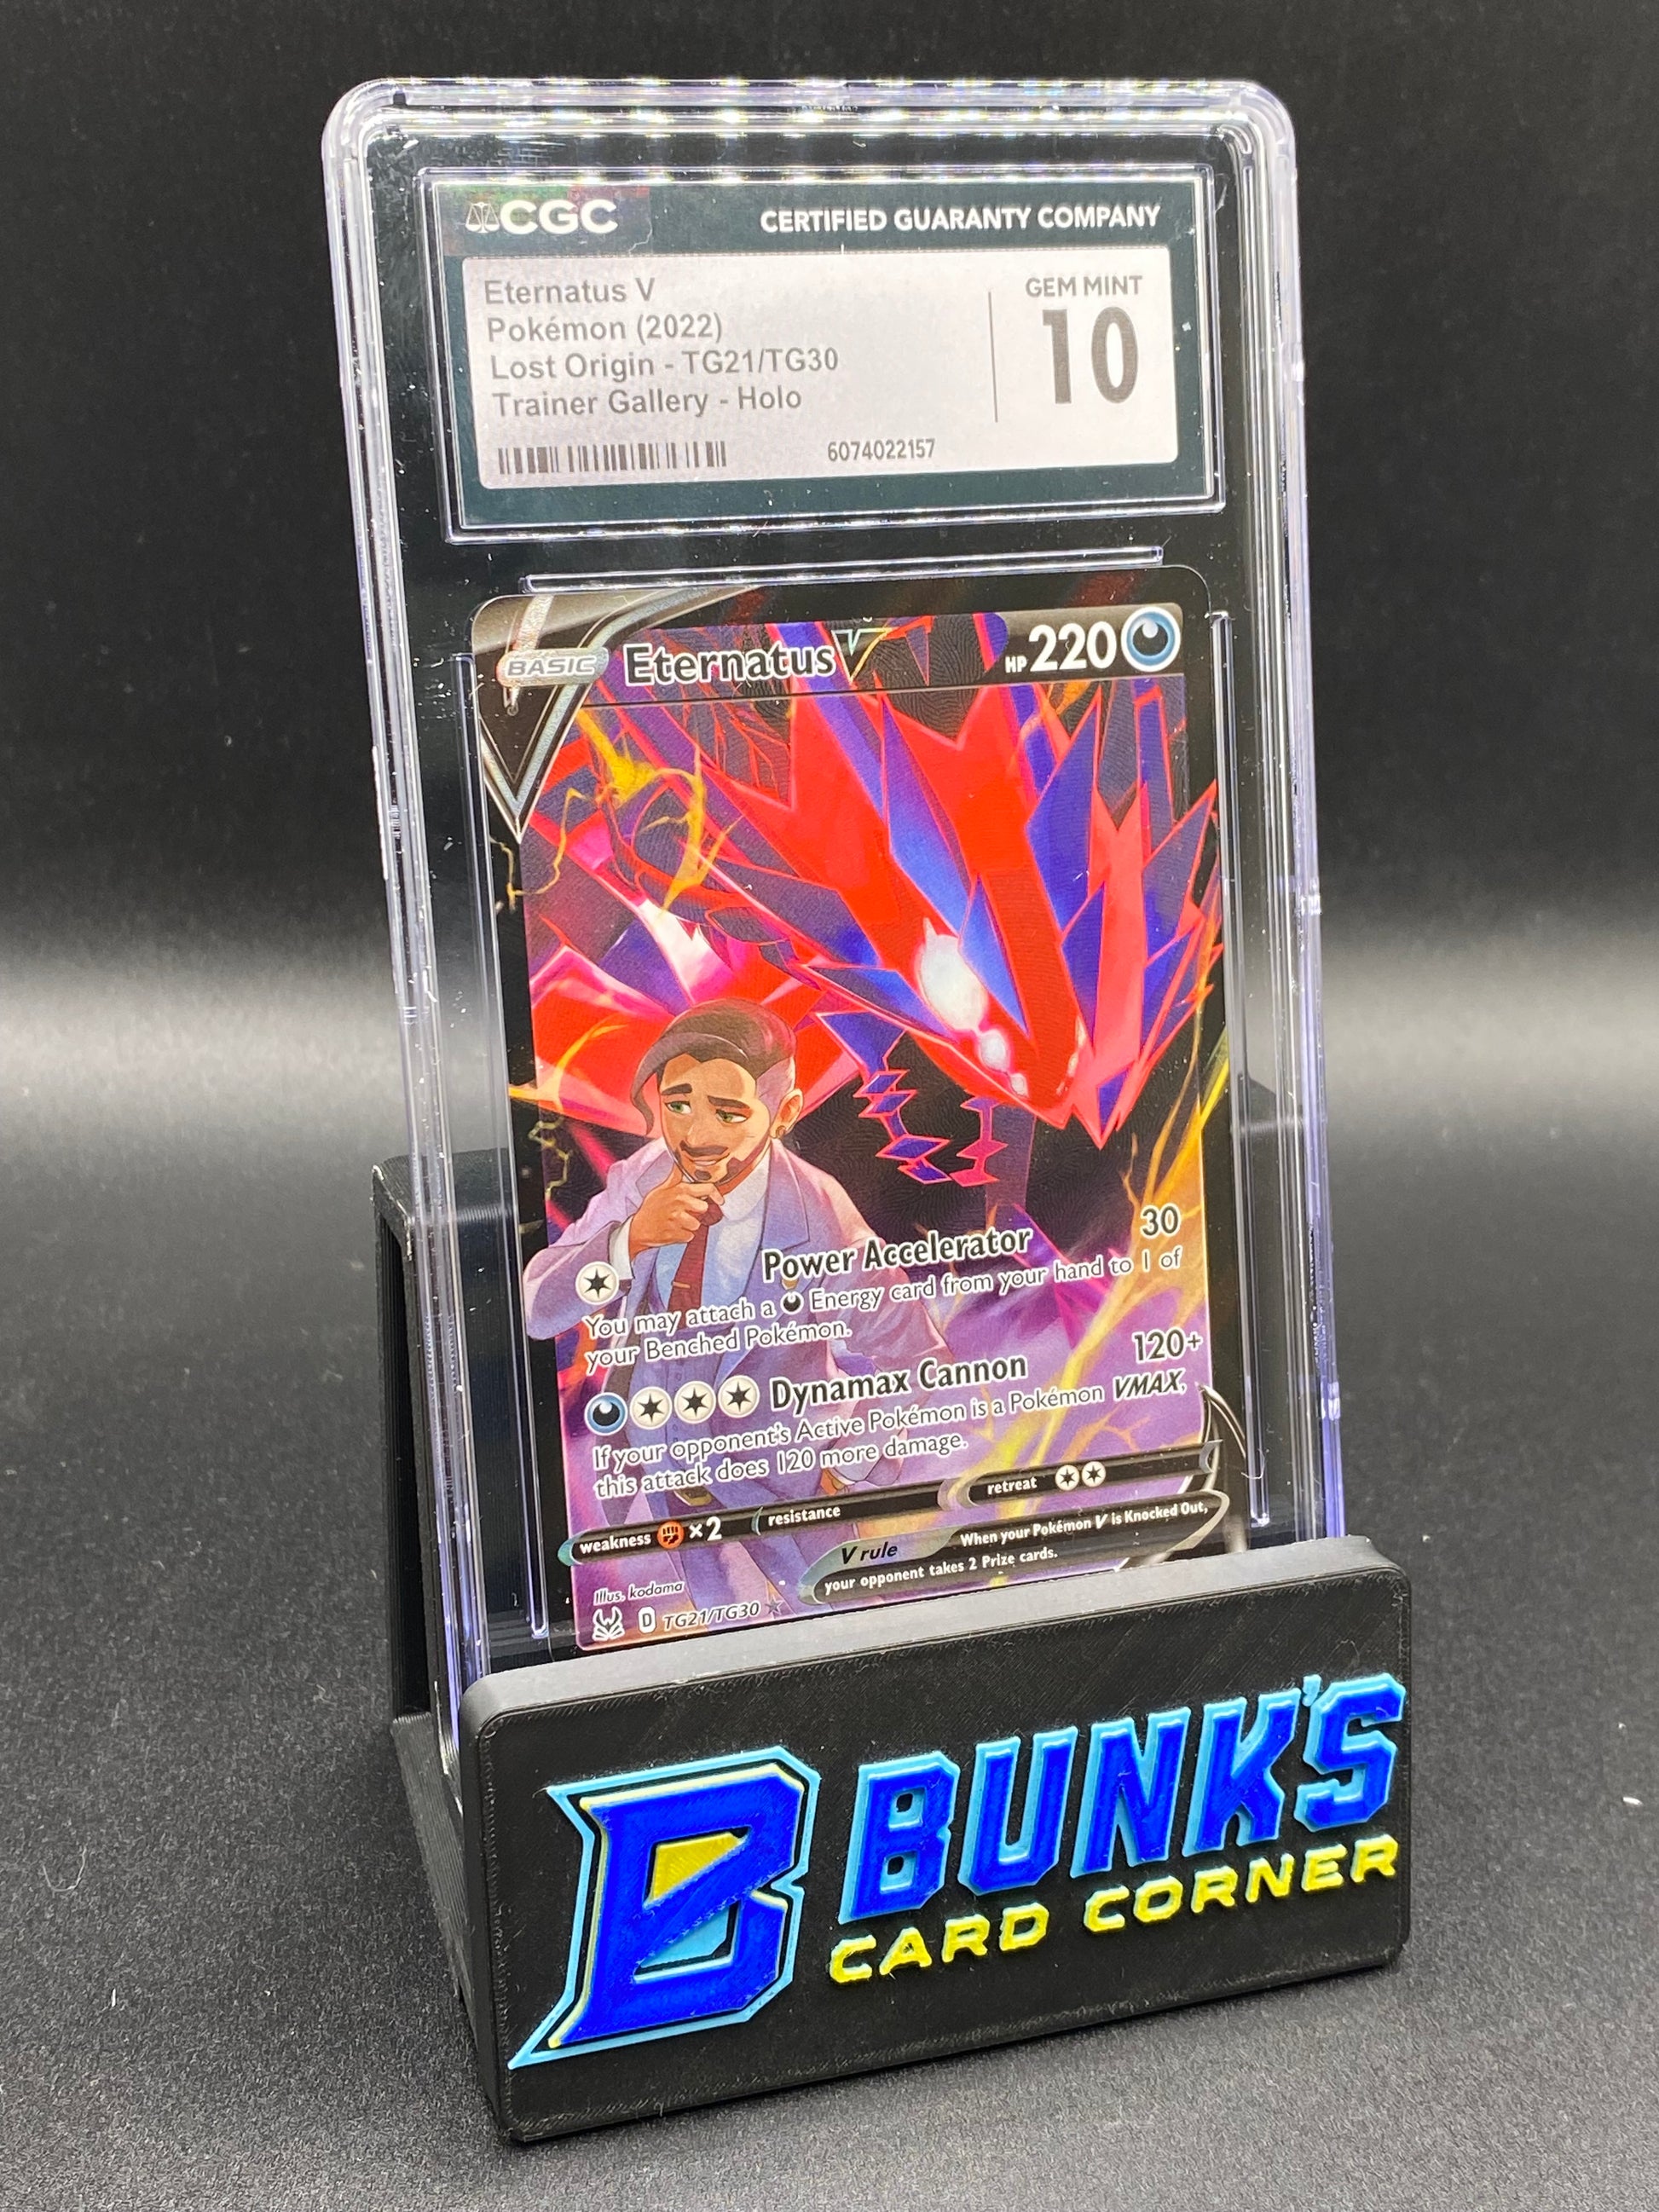 CGC
CERTIFIED GUARANTY COMPANY
Eternatus V
Pokémon (2022)
Lost Origin - TG21/TG30
Trainer Gallery - Holo
GEM MINT
10
6074022157
BASIC
Eternatus V
HP 220
Power Accelerator 30
You may attach a Energy card from your hand to 1 of
your Benched Pokémon.
Dynamax Cannon 120+
If your opponent's Active Pokémon is a Pokémon VMAX,
this attack does 120 more damage.
weakness ×2
resistance
retreat
V rule
When your Pokémon V is Knocked Out,
your opponent takes 2 Prize cards.
Illus. kodama
D TG21/TG30
B BUNK'S
CARD CORNER